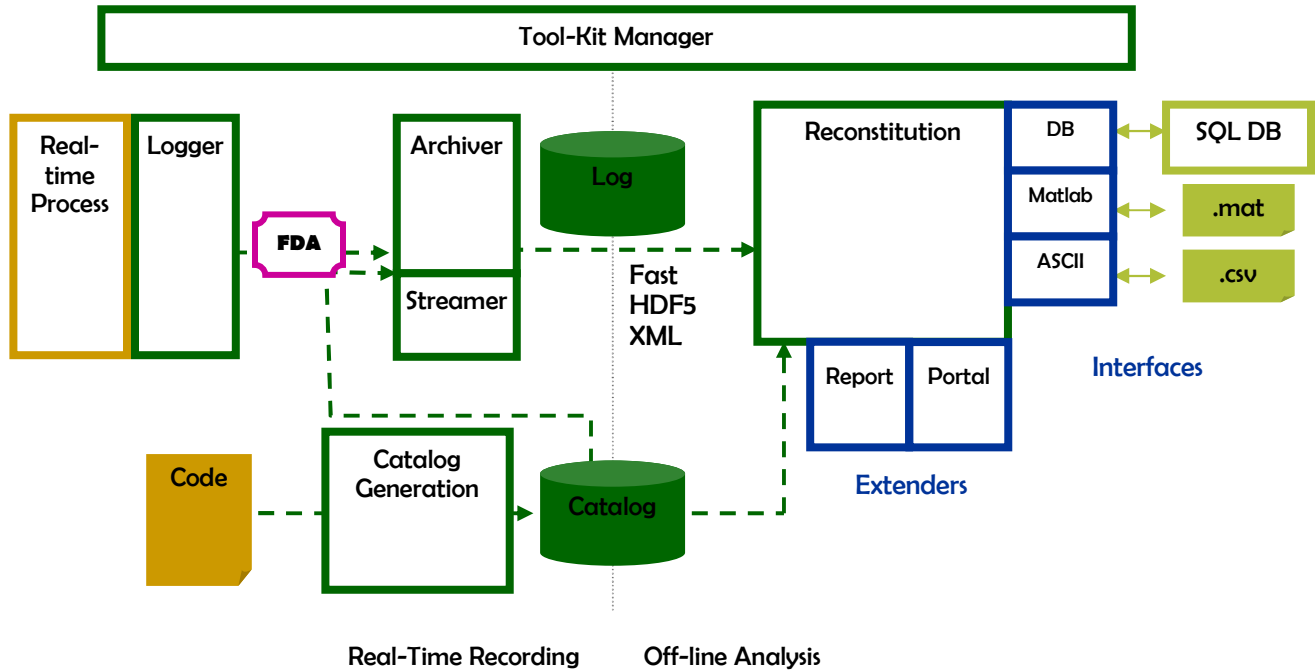 Tool-Kit Manager
Real-
time
Process
Logger
FDA
Archiver
Streamer
Log
Fast
HDF5
XML
Reconstitution
DB
Matlab
ASCII
SQL DB
.mat
.csv
Interfaces
Report
Portal
Extenders
Code
Catalog
Generation
Catalog
Real-Time Recording
Off-line Analysis